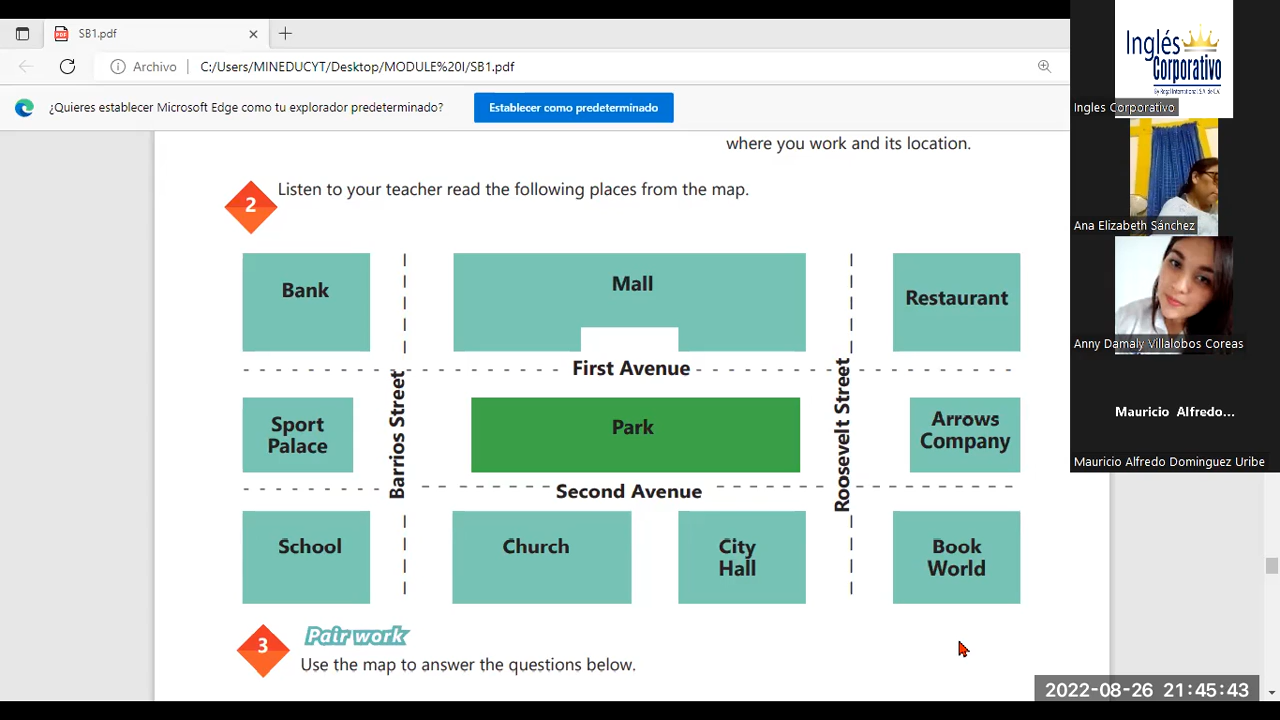 SB1.pdf
Archivo
C:/Users/MINEDUCYT/Desktop/MODULE%20I/SB1.pdf
¿Quieres establecer Microsoft Edge como tu explorador predeterminado?
Establecer como predeterminado
where you work and its location.
2
Listen to your teacher read the following places from the map.
Bank
Mall
Restaurant
First Avenue
Sport
Palace
Barrios Street
Park
Roosevelt Street
Arrows
Company
Second Avenue
School
Church
City
Hall
Book
World
3
Pair work
Use the map to answer the questions below.
Inglés
Corporativo
Ingles Corporativo
Ana Elizabeth Sánchez
Anny Damaly Villalobos Coreas
Mauricio Alfredo...
Mauricio Alfredo Dominguez Uribe
2022-08-26 21:45:43